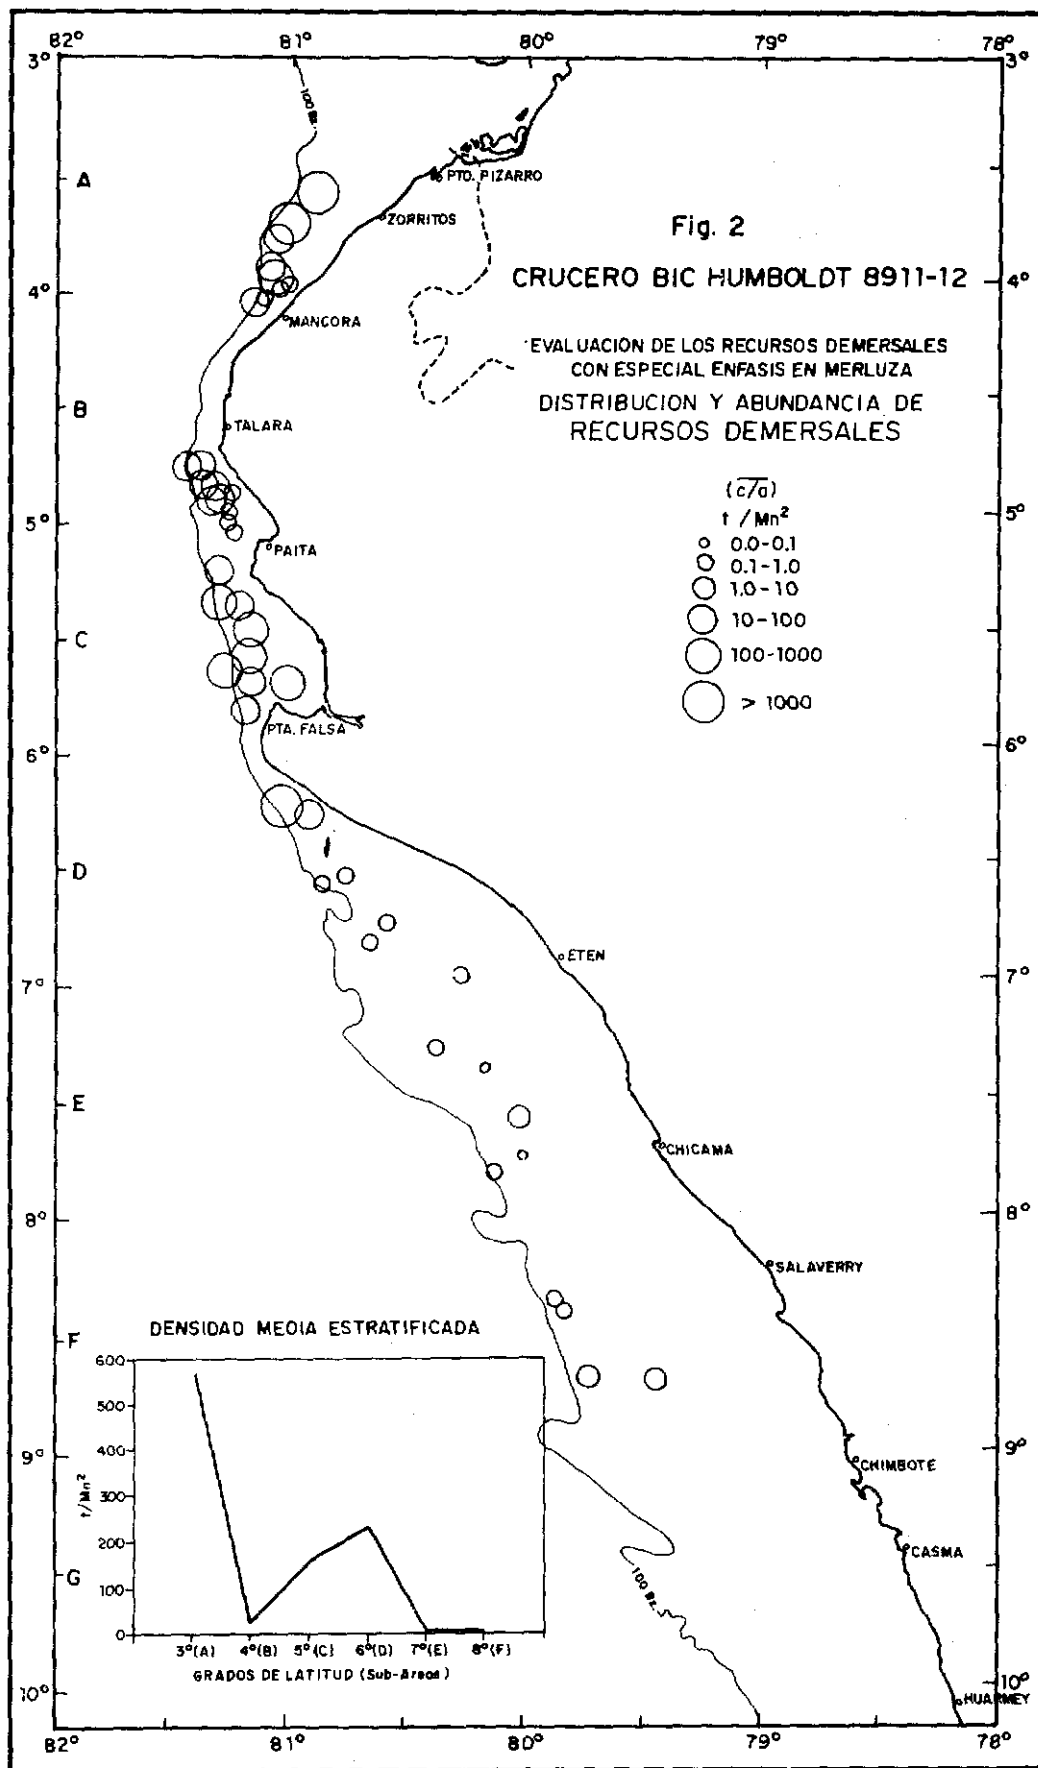 82°
81°
80°
79°
78°
3°
3°
100 Bz.
A
PTO. PIZARRO
ZORRITOS
Fig. 2
CRUCERO BIC HUMBOLDT 8911-12
4°
4°
MANCORA
EVALUACION DE LOS RECURSOS DEMERSALES
CON ESPECIAL ENFASIS EN MERLUZA
B
DISTRIBUCION Y ABUNDANCIA DE
RECURSOS DEMERSALES
TALARA
(c/a)
t / Mn²
5°
5°
PAITA
0.0-0.1
0.1-1.0
1.0-10
10-100
100-1000
> 1000
C
PTA. FALSA
6°
6°
D
ETEN
7°
7°
E
CHICAMA
8°
8°
SALAVERRY
F
DENSIDAD MEDIA ESTRATIFICADA
600
500
400
300
200
100
0
t/Mn²
3°(A) 4°(B) 5°(C) 6°(D) 7°(E) 8°(F)
GRADOS DE LATITUD (Sub-Areas)
9°
9°
CHIMBOTE
CASMA
G
100 Bz.
10°
10°
HUARMEY
82°
81°
80°
79°
78°